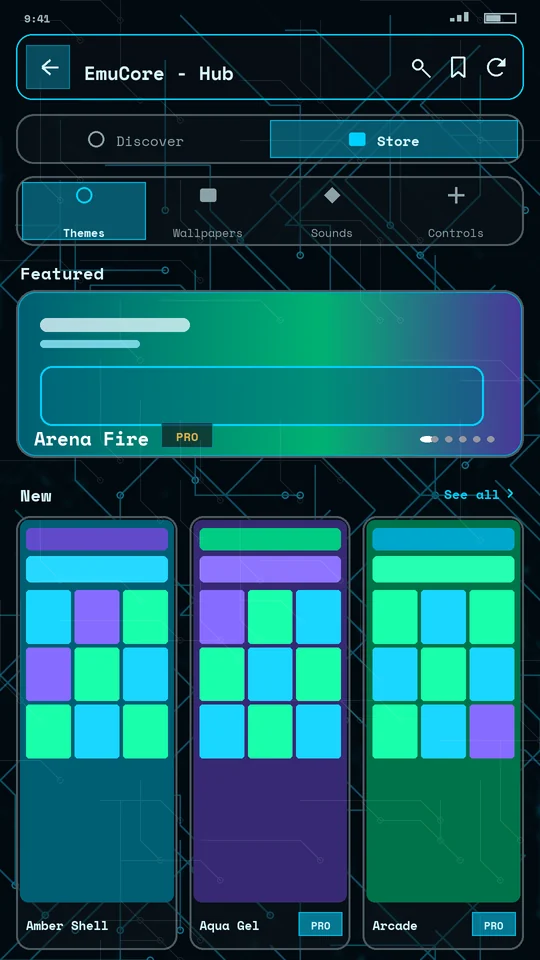 9:41
EmuCore - Hub
Discover
Store
Themes
Wallpapers
Sounds
Controls
Featured
Arena Fire
PRO
New
See all
Amber Shell
Aqua Gel
PRO
Arcade
PRO